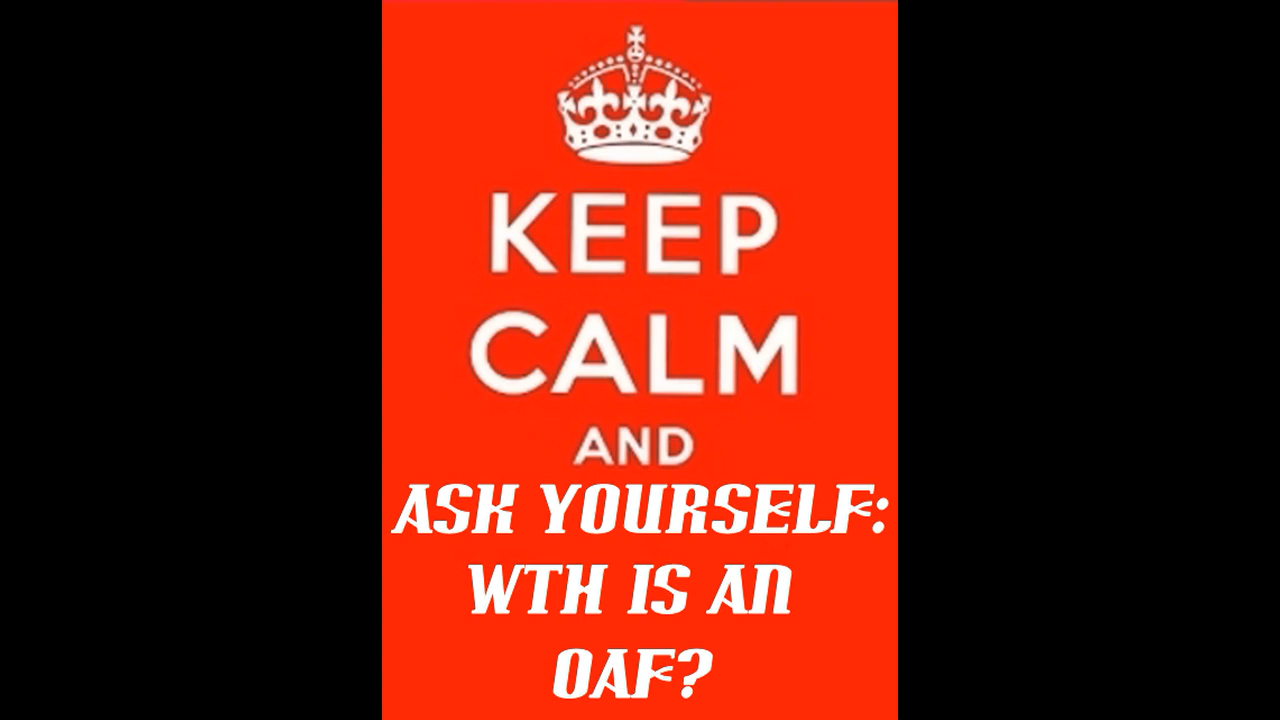 KEEP
CALM
AND
ASK YOURSELF:
WTH IS AN
OAF?